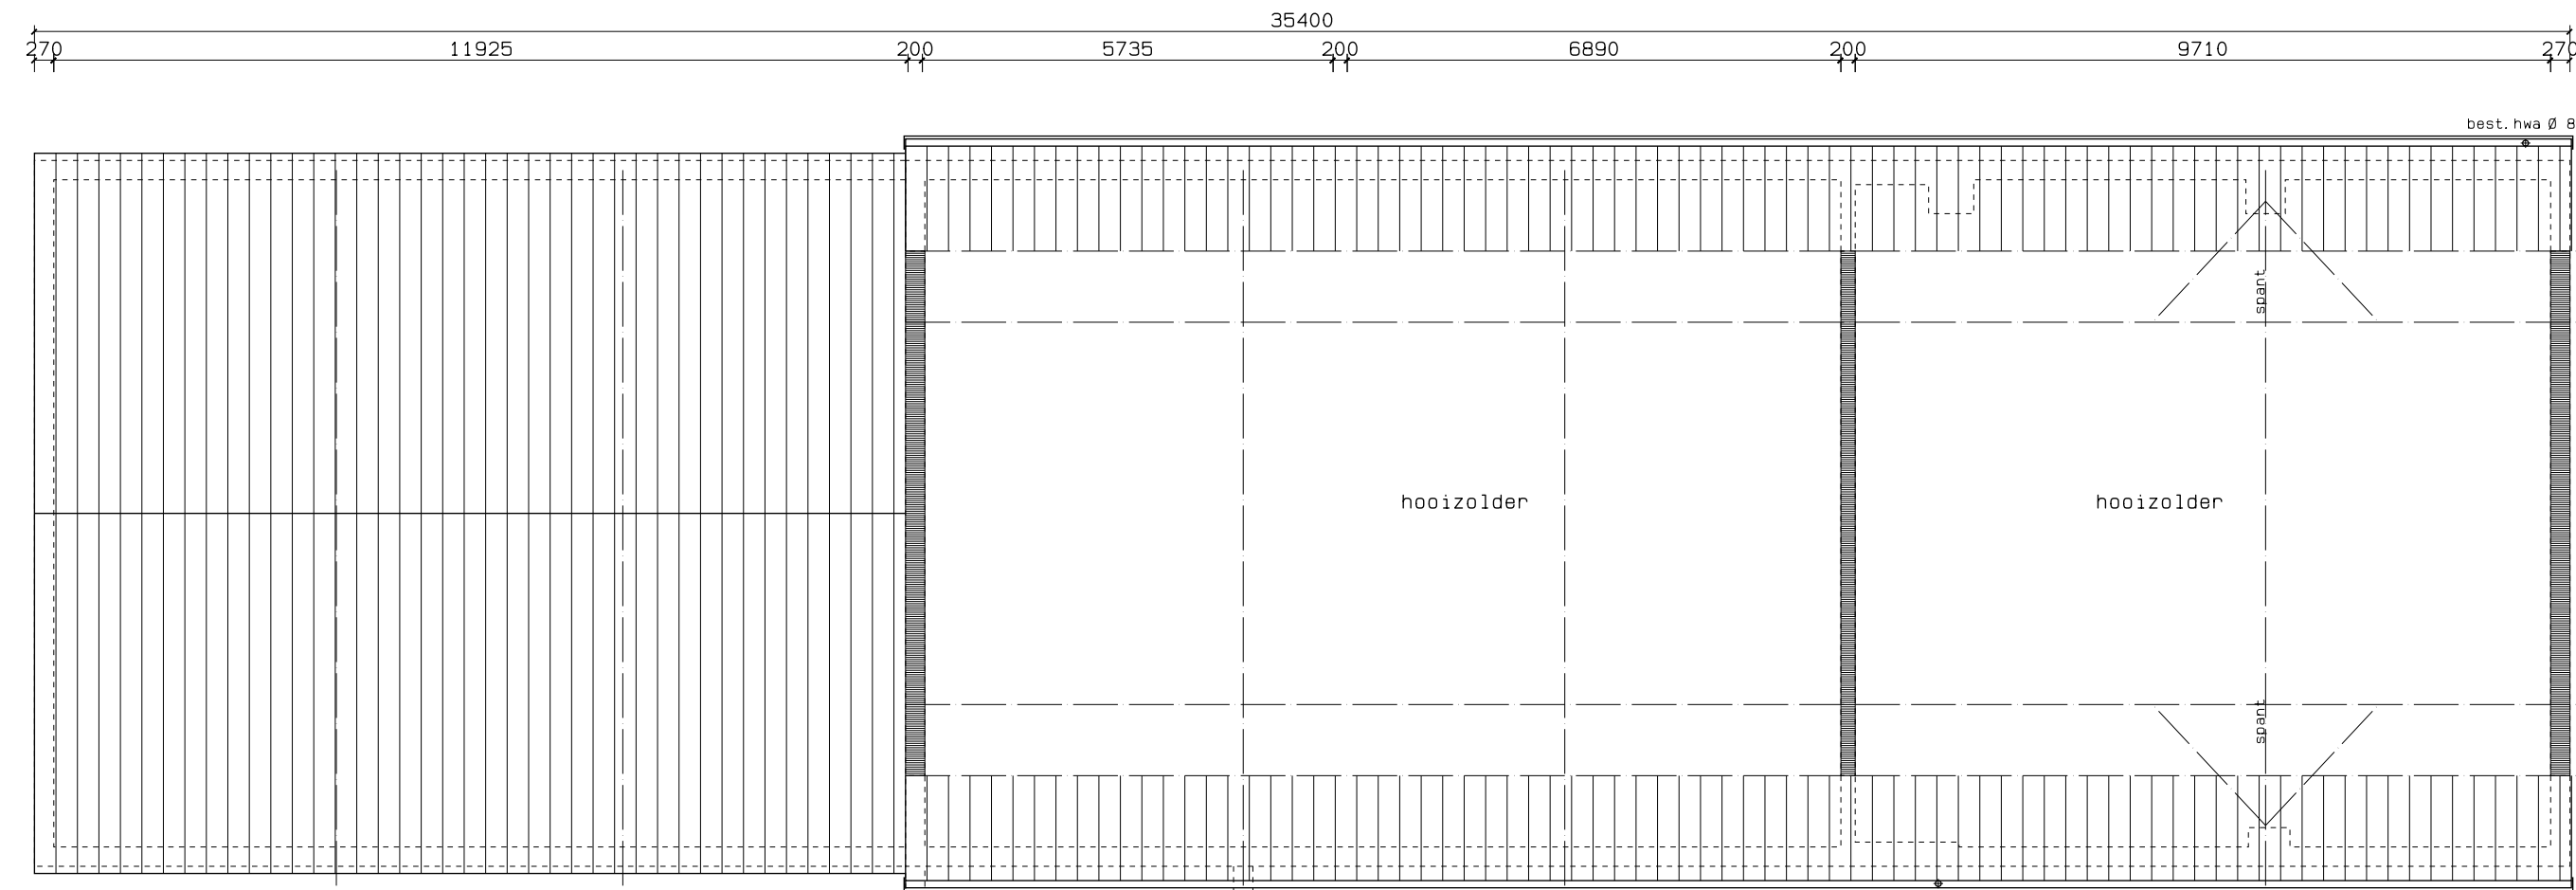 35400
270 11925 200 5735 200 6890 200 9710 270
best.hwa Ø 8
spant
hooizolder hooizolder
spant